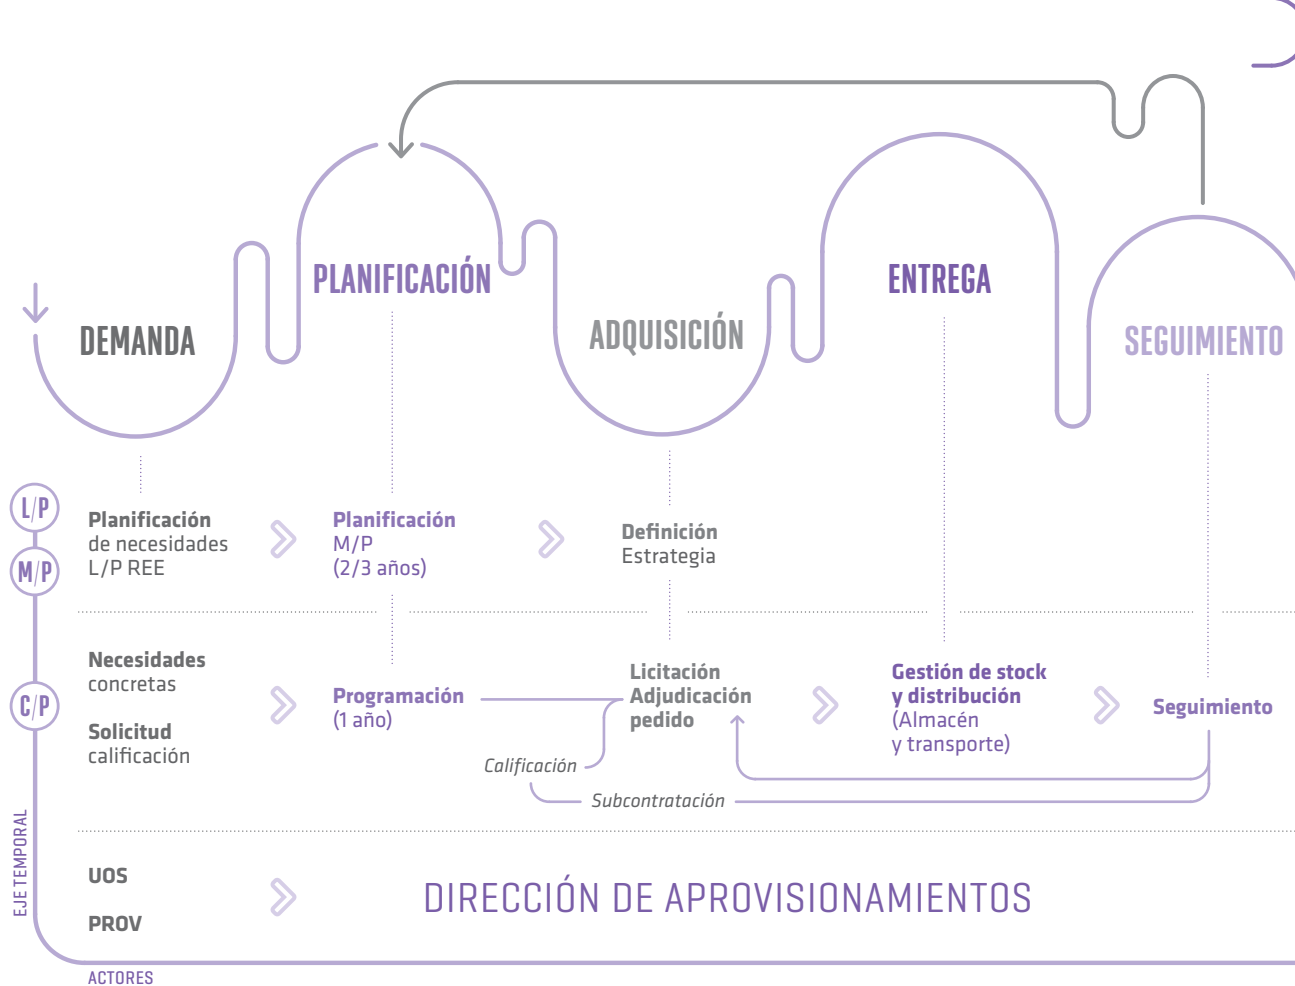 DEMANDA
PLANIFICACIÓN
ADQUISICIÓN
ENTREGA
SEGUIMIENTO
L/P
M/P
Planificación
de necesidades
L/P REE
Planificación
M/P
(2/3 años)
Definición
Estrategia
C/P
Necesidades
concretas
Solicitud
calificación
Programación
(1 año)
Licitación
Adjudicación
pedido
Gestión de stock
y distribución
(Almacén
y transporte)
Seguimiento
Calificación
Subcontratación
EJE TEMPORAL
UOS
PROV
DIRECCIÓN DE APROVISIONAMIENTOS
ACTORES